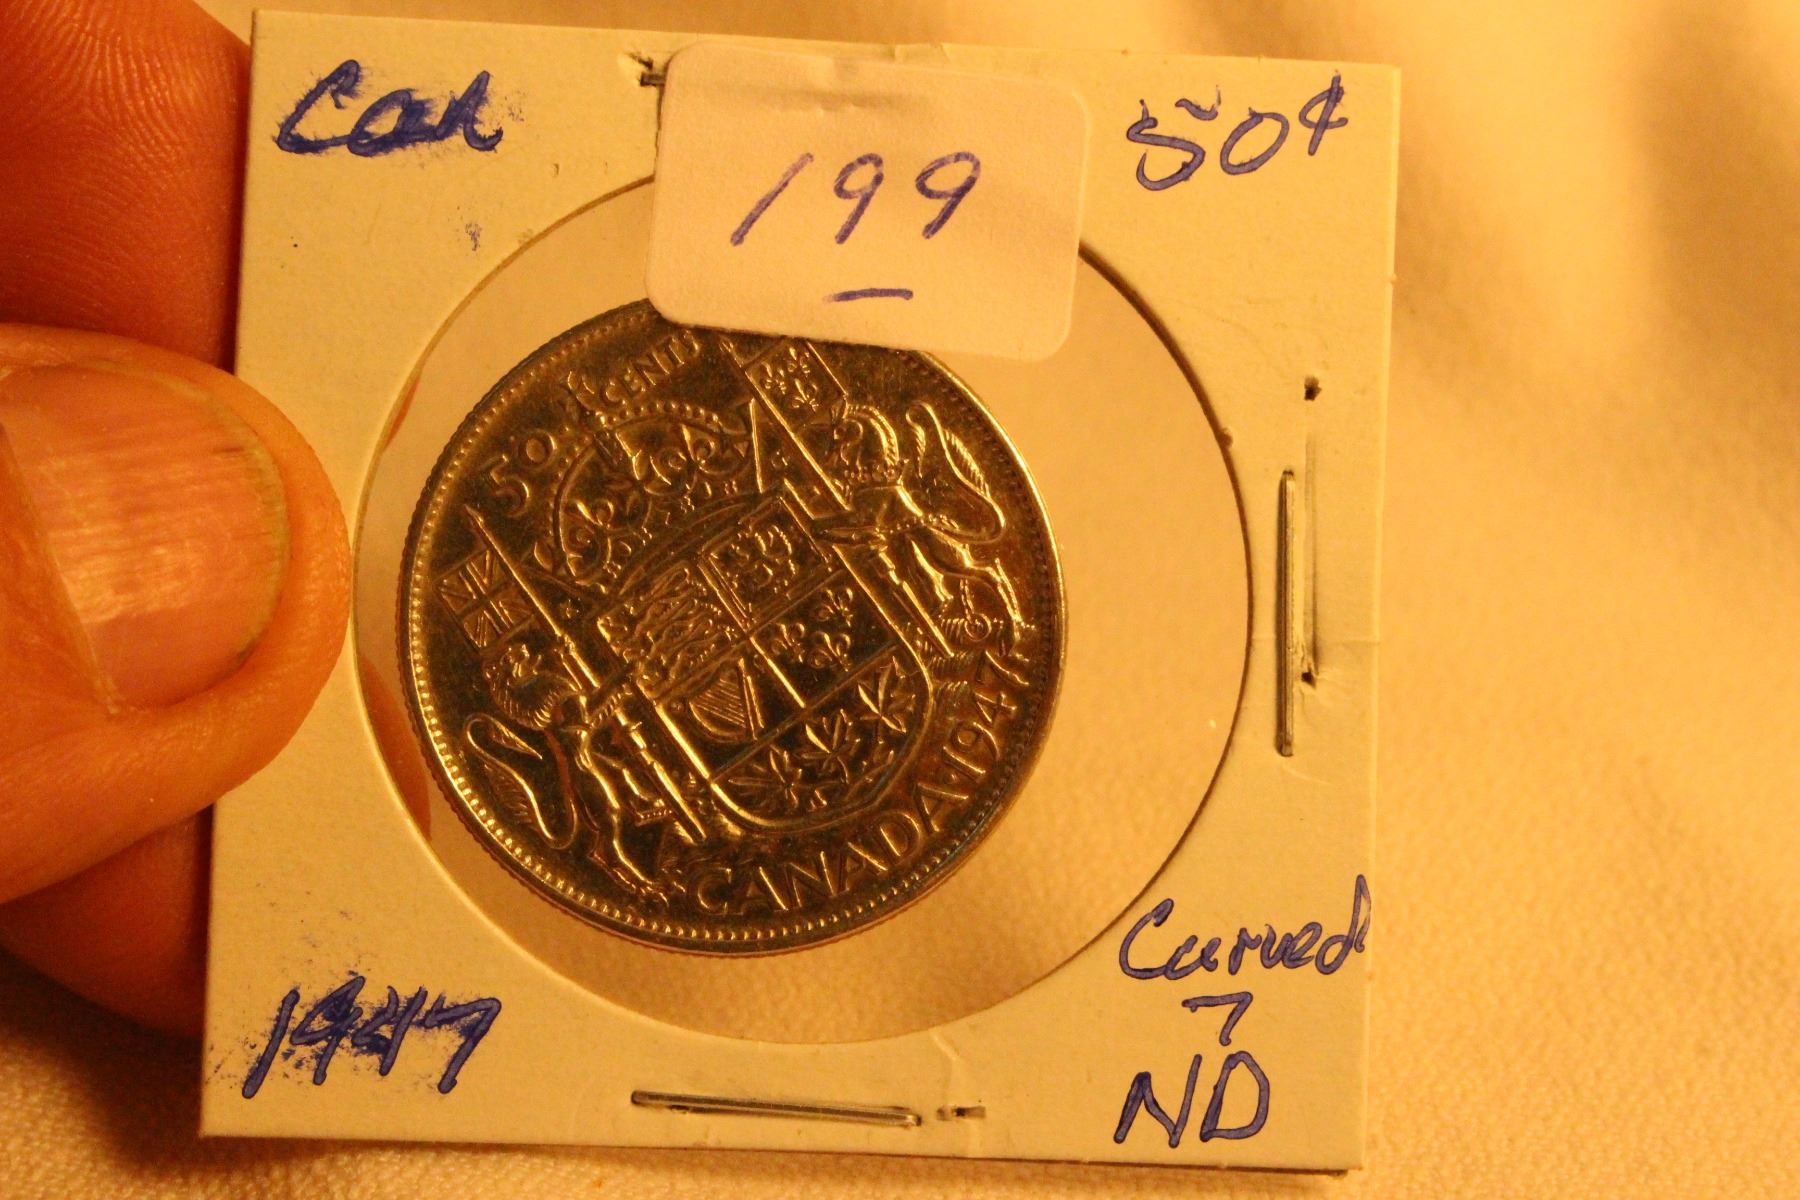 Can
50¢
199
50 CENTS
CANADA 1947
1947
Curved
7
ND